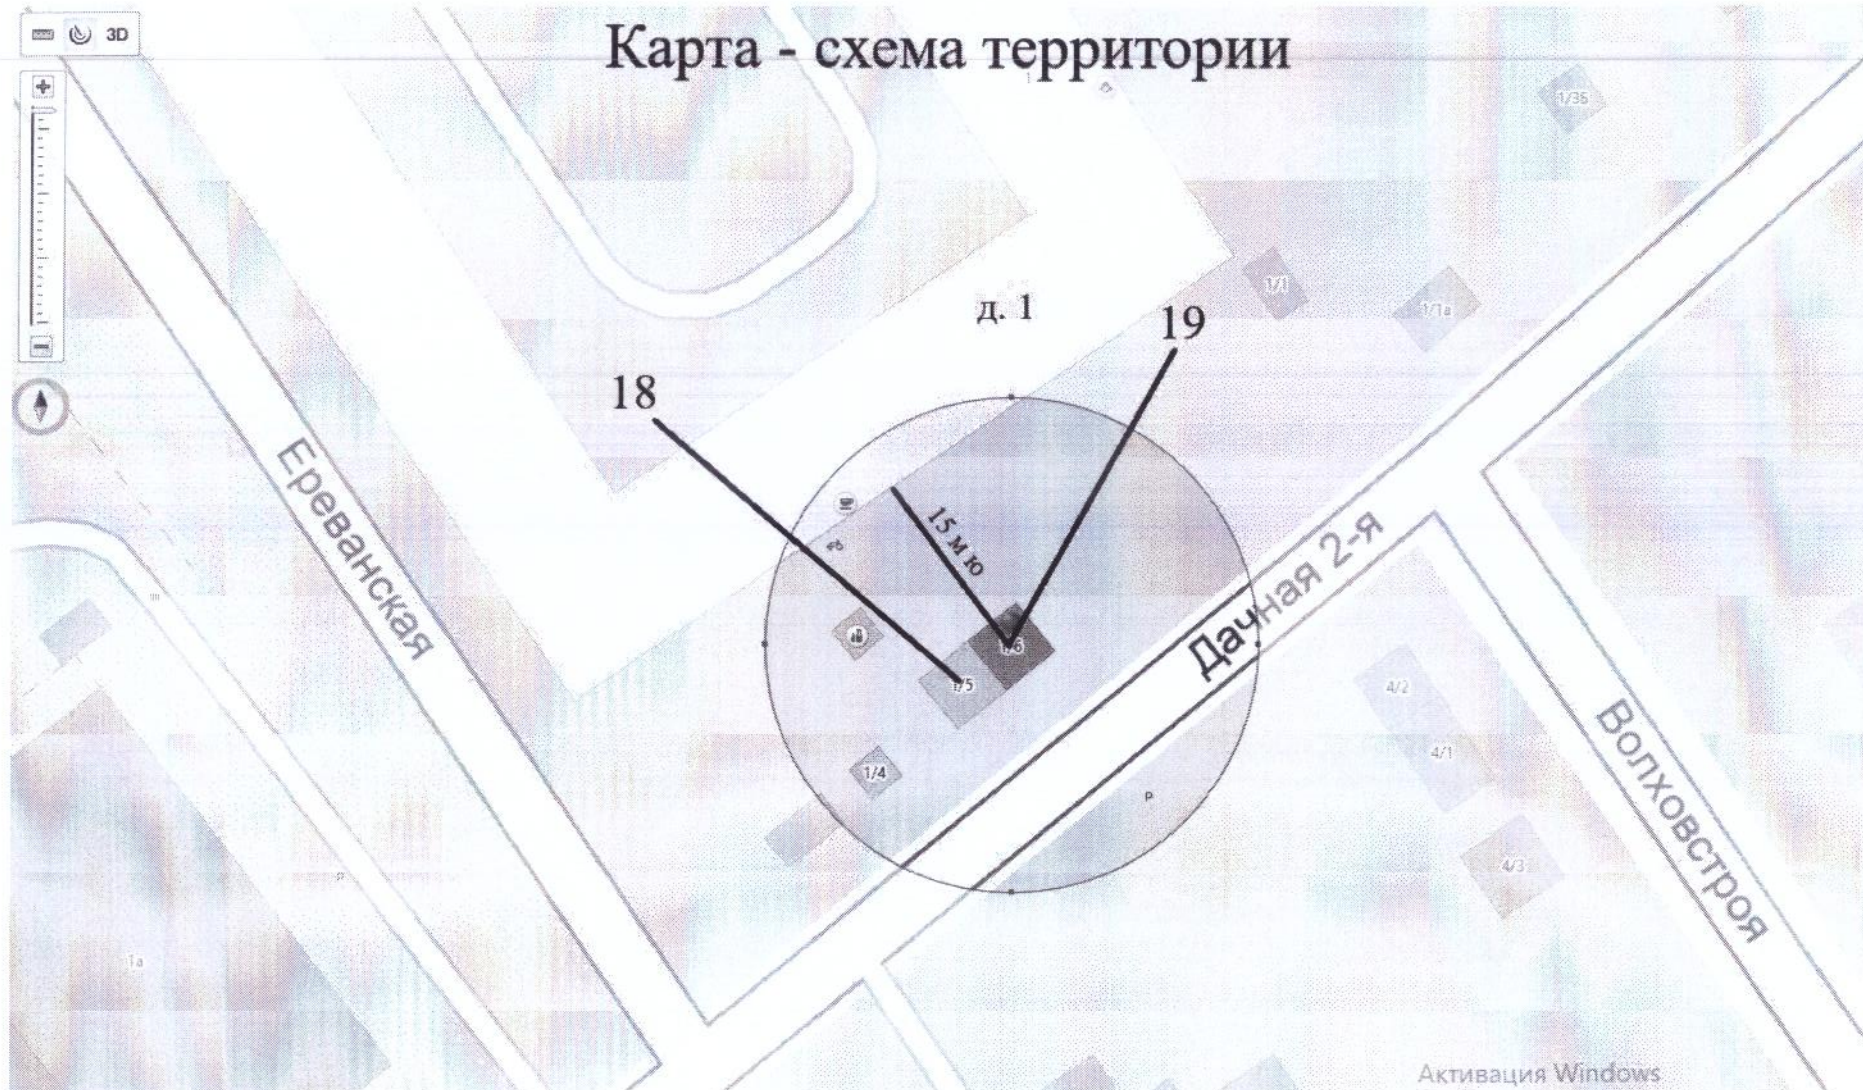 3D
Карта - схема территории
1/3Б
1/1
1/1а
д. 1
19
18
15 м ю
Ереванская
Дачная 2-я
1/6
1/5
1/4
4/2
4/1
4/3
Волховстроя
P
P
1а
Активация Windows